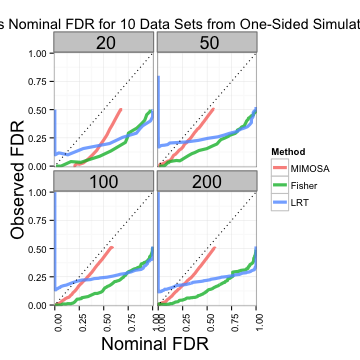 s Nominal FDR for 10 Data Sets from One-Sided Simulat
20 50
1.00
0.75
0.50
0.25
0.00
100 200
1.00
0.75
0.50
0.25
0.00
Observed FDR
0.00 0.25 0.50 0.75 0.00 0.25 0.50 0.75 1.00
Nominal FDR
Method
MIMOSA
Fisher
LRT